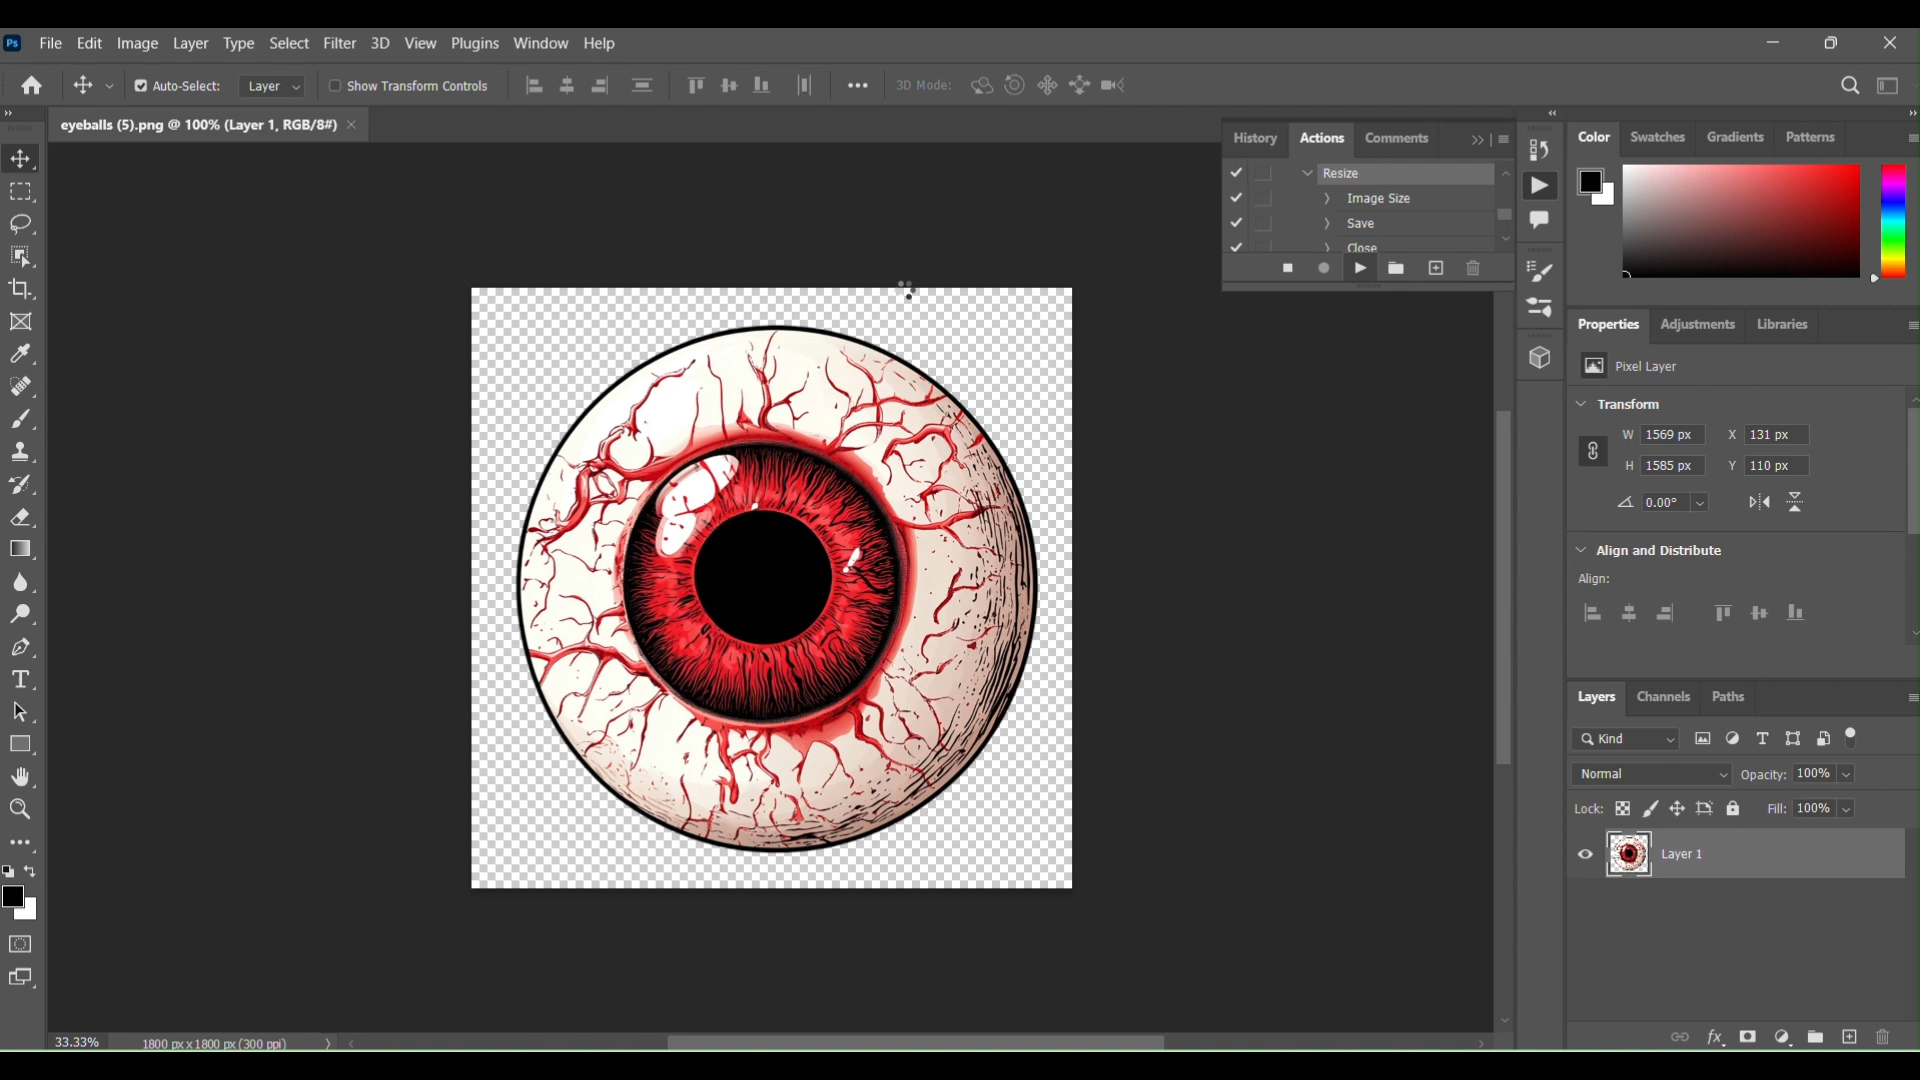 Ps File Edit Image Layer Type Select Filter 3D View Plugins Window Help
Auto-Select: Layer Show Transform Controls 3D Mode:
eyeballs (5).png @ 100% (Layer 1, RGB/8#)
History Actions Comments
Resize
Image Size
Save
Close
Color Swatches Gradients Patterns
Properties Adjustments Libraries
Pixel Layer
Transform
W 1569 px X 131 px
H 1585 px Y 110 px
0.00°
Align and Distribute
Align:
Layers Channels Paths
Kind
Normal Opacity: 100%
Lock: Fill: 100%
Layer 1
33.33% 1800 px x 1800 px (300 ppi)